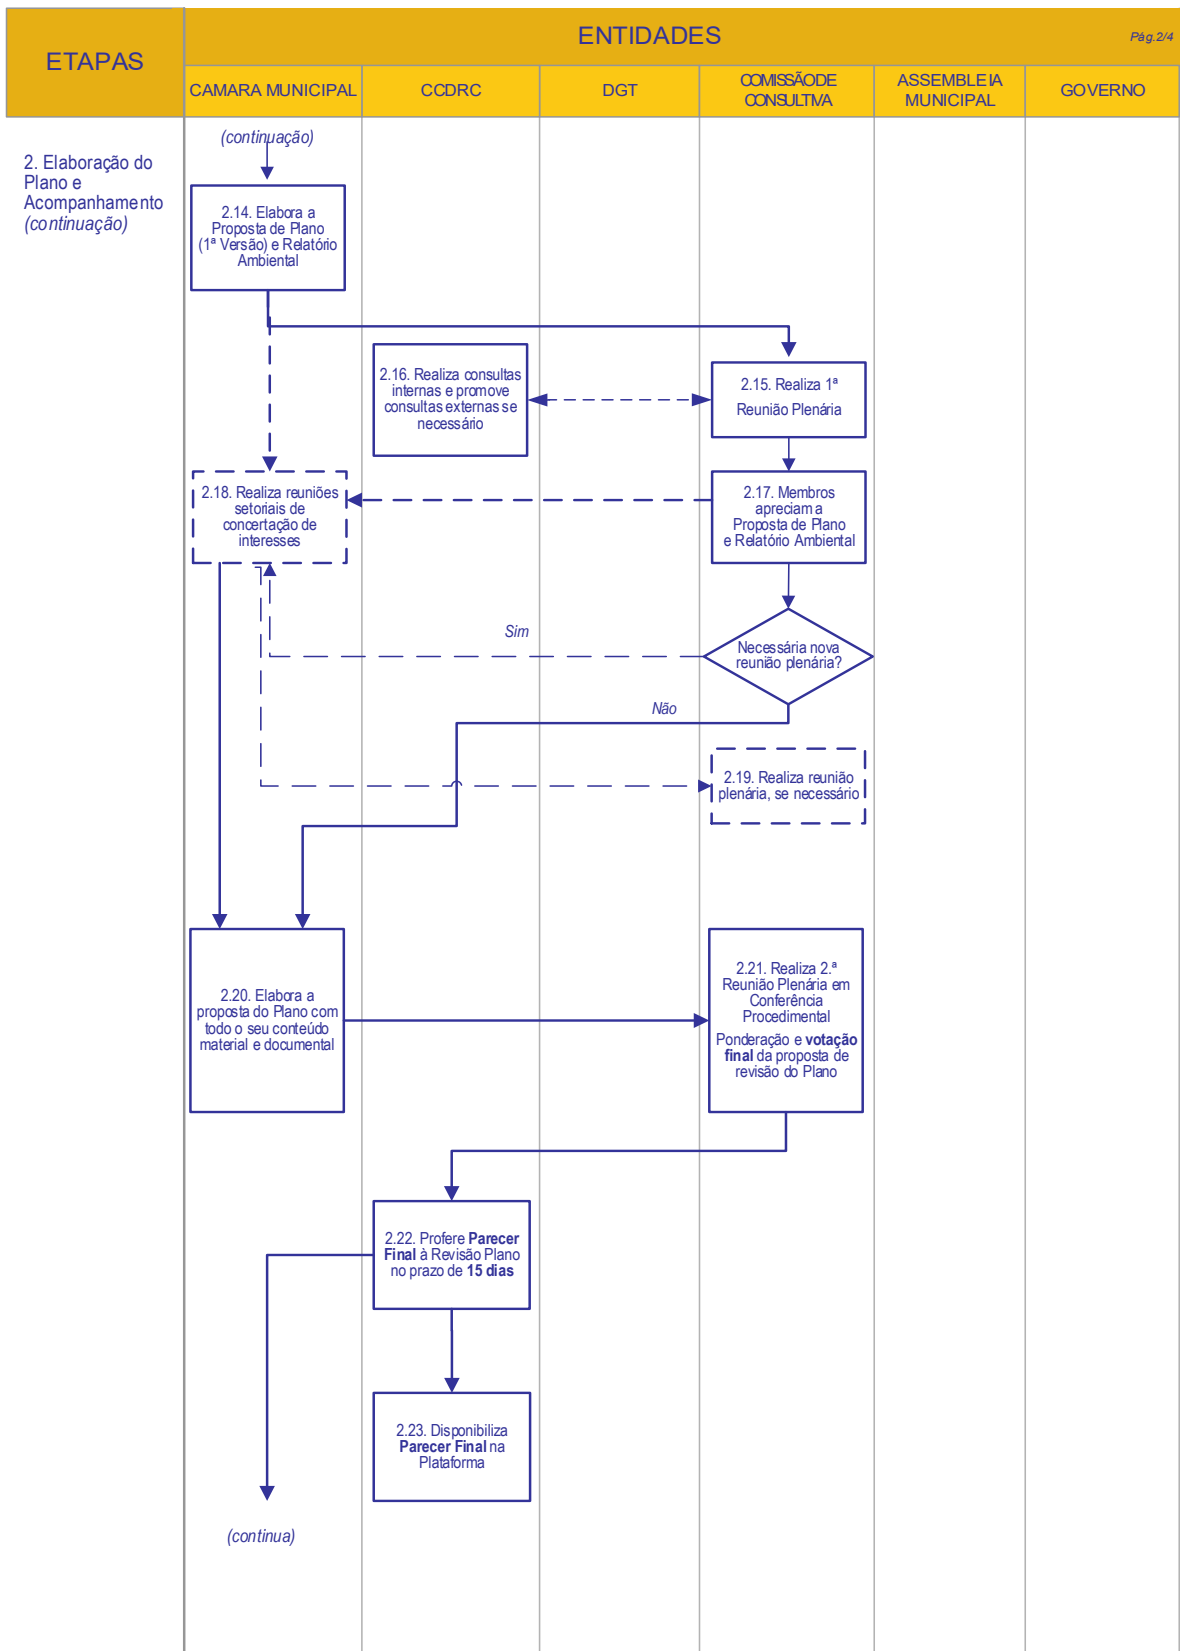 ETAPAS
ENTIDADES
Pág.2/4
CAMARA MUNICIPAL
CCDRC
DGT
COMISSÃODE
CONSULTIVA
ASSEMBLEIA
MUNICIPAL
GOVERNO
2. Elaboração do
Plano e
Acompanhamento
(continuação)
(continuação)
2.14. Elabora a
Proposta de Plano
(1ª Versão) e Relatório
Ambiental
2.16. Realiza consultas
internas e promove
consultas externas se
necessário
2.15. Realiza 1ª
Reunião Plenária
2.18. Realiza reuniões
setoriais de
concertação de
interesses
2.17. Membros
apreciam a
Proposta de Plano
e Relatório Ambiental
Sim
Necessária nova
reunião plenária?
Não
2.19. Realiza reunião
plenária, se necessário
2.20. Elabora a
proposta do Plano com
todo o seu conteúdo
material e documental
2.21. Realiza 2.ª
Reunião Plenária em
Conferência
Procedimental
Ponderação e votação
final da proposta de
revisão do Plano
2.22. Profere Parecer
Final à Revisão Plano
no prazo de 15 dias
2.23. Disponibiliza
Parecer Final na
Plataforma
(continua)